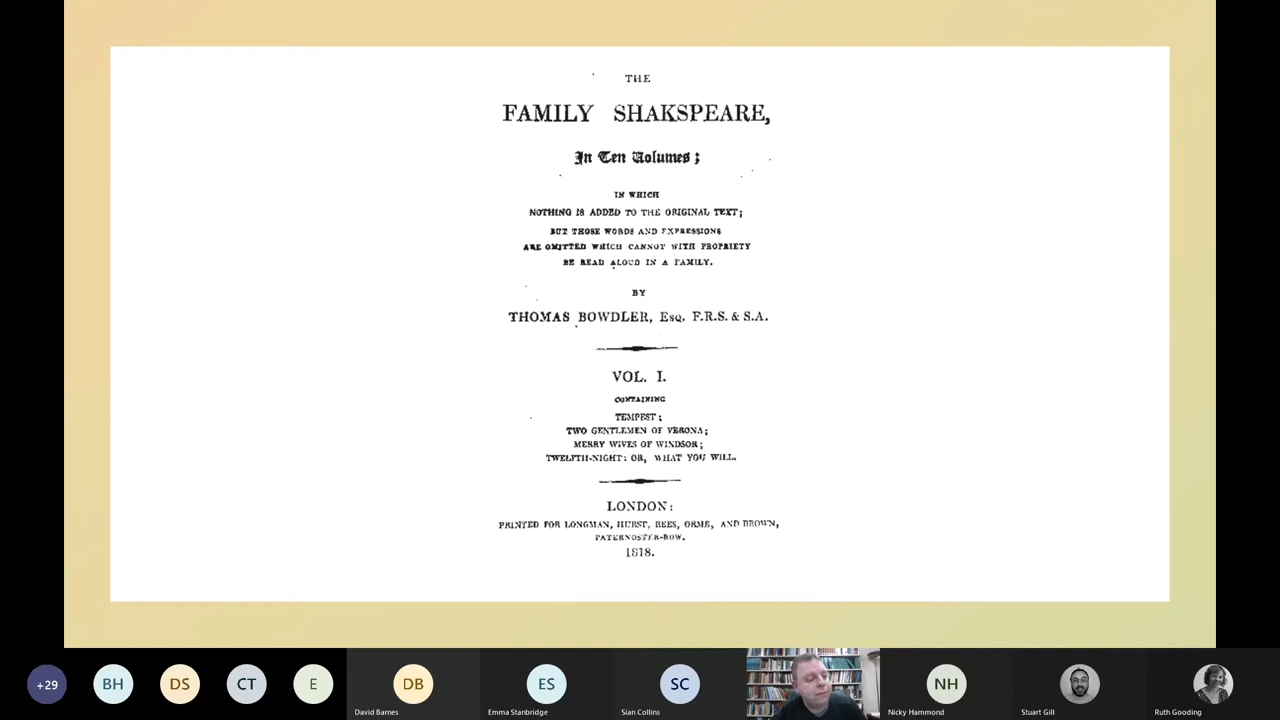 THE
FAMILY SHAKSPEARE,
In Ten Volumes;
IN WHICH
NOTHING IS ADDED TO THE ORIGINAL TEXT;
BUT THOSE WORDS AND EXPRESSIONS
ARE OMITTED WHICH CANNOT WITH PROPRIETY
BE READ ALOUD IN A FAMILY.
BY
THOMAS BOWDLER, Esq. F.R.S. & S.A.
VOL. I.
CONTAINING
TEMPEST;
TWO GENTLEMEN OF VERONA;
MERRY WIVES OF WINDSOR;
TWELFTH-NIGHT: OR, WHAT YOU WILL.
LONDON:
PRINTED FOR LONGMAN, HURST, REES, ORME, AND BROWN,
PATERNOSTER-ROW.
1818.
+29 BH DS CT E DB ES SC NH
David Barnes Emma Stanbridge Sian Collins Nicky Hammond Stuart Gill Ruth Gooding